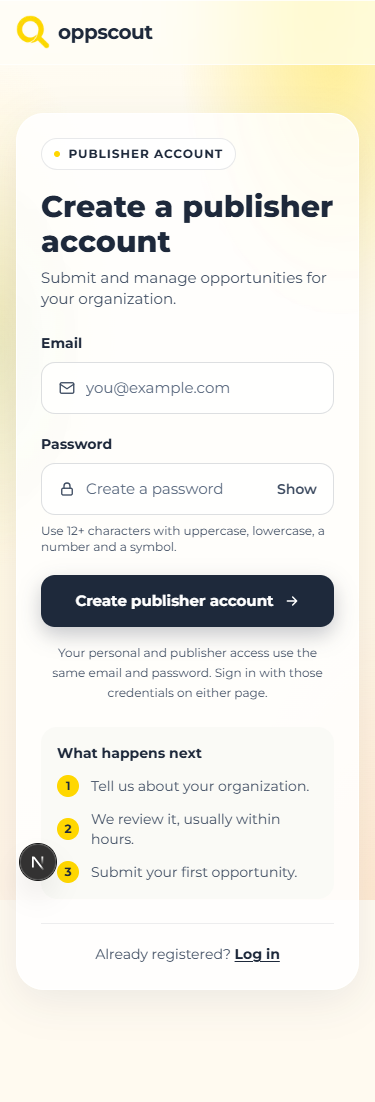 oppscout
PUBLISHER ACCOUNT
Create a publisher
account
Submit and manage opportunities for
your organization.
Email
you@example.com
Password
Create a password
Show
Use 12+ characters with uppercase, lowercase, a
number and a symbol.
Create publisher account →
Your personal and publisher access use the
same email and password. Sign in with those
credentials on either page.
What happens next
1 Tell us about your organization.
2 We review it, usually within
hours.
N
3 Submit your first opportunity.
Already registered? Log in